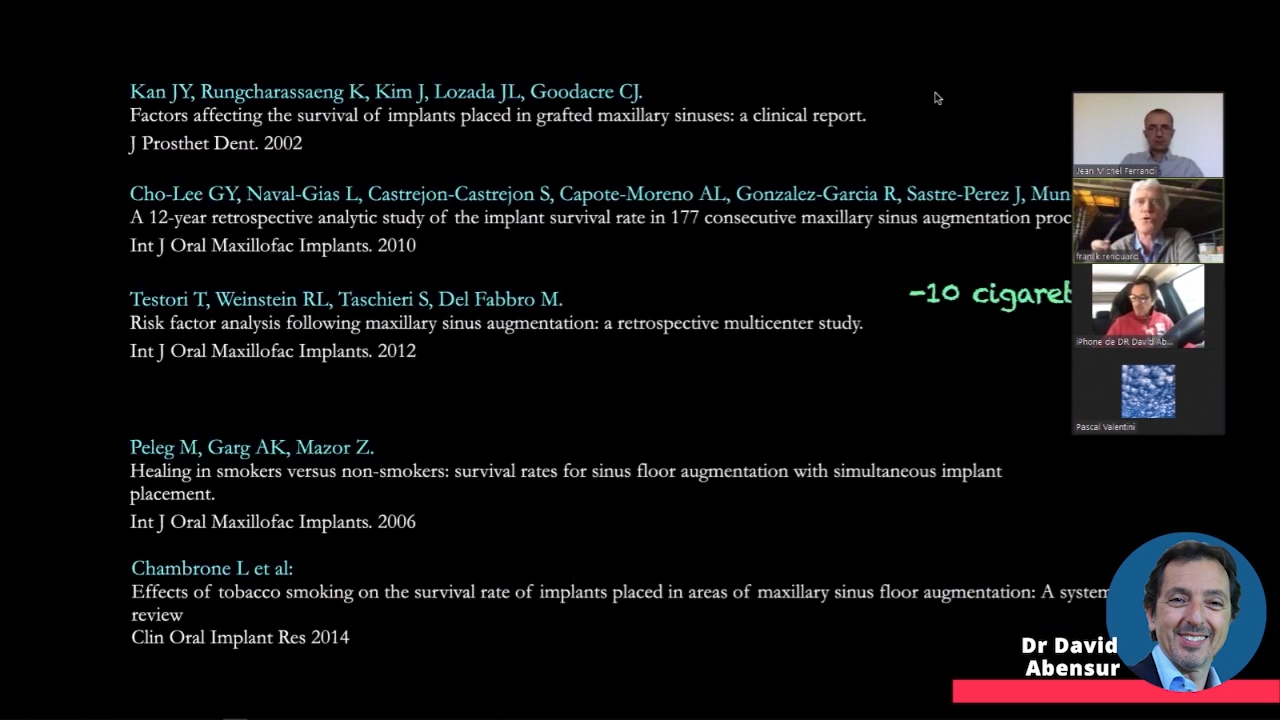 Kan JY, Rungcharassaeng K, Kim J, Lozada JL, Goodacre CJ.
Factors affecting the survival of implants placed in grafted maxillary sinuses: a clinical report.
J Prosthet Dent. 2002
Cho-Lee GY, Naval-Gias L, Castrejon-Castrejon S, Capote-Moreno AL, Gonzalez-Garcia R, Sastre-Perez J, Mun
A 12-year retrospective analytic study of the implant survival rate in 177 consecutive maxillary sinus augmentation proc
Int J Oral Maxillofac Implants. 2010
Testori T, Weinstein RL, Taschieri S, Del Fabbro M.
-10 cigaret
Risk factor analysis following maxillary sinus augmentation: a retrospective multicenter study.
Int J Oral Maxillofac Implants. 2012
Peleg M, Garg AK, Mazor Z.
Healing in smokers versus non-smokers: survival rates for sinus floor augmentation with simultaneous implant
placement.
Int J Oral Maxillofac Implants. 2006
Chambrone L et al:
Effects of tobacco smoking on the survival rate of implants placed in areas of maxillary sinus floor augmentation: A system
review
Clin Oral Implant Res 2014
Jean Michel Ferrandi
franck renouard
iPhone de DR David Ab...
Pascal Valentini
Dr David
Abensur